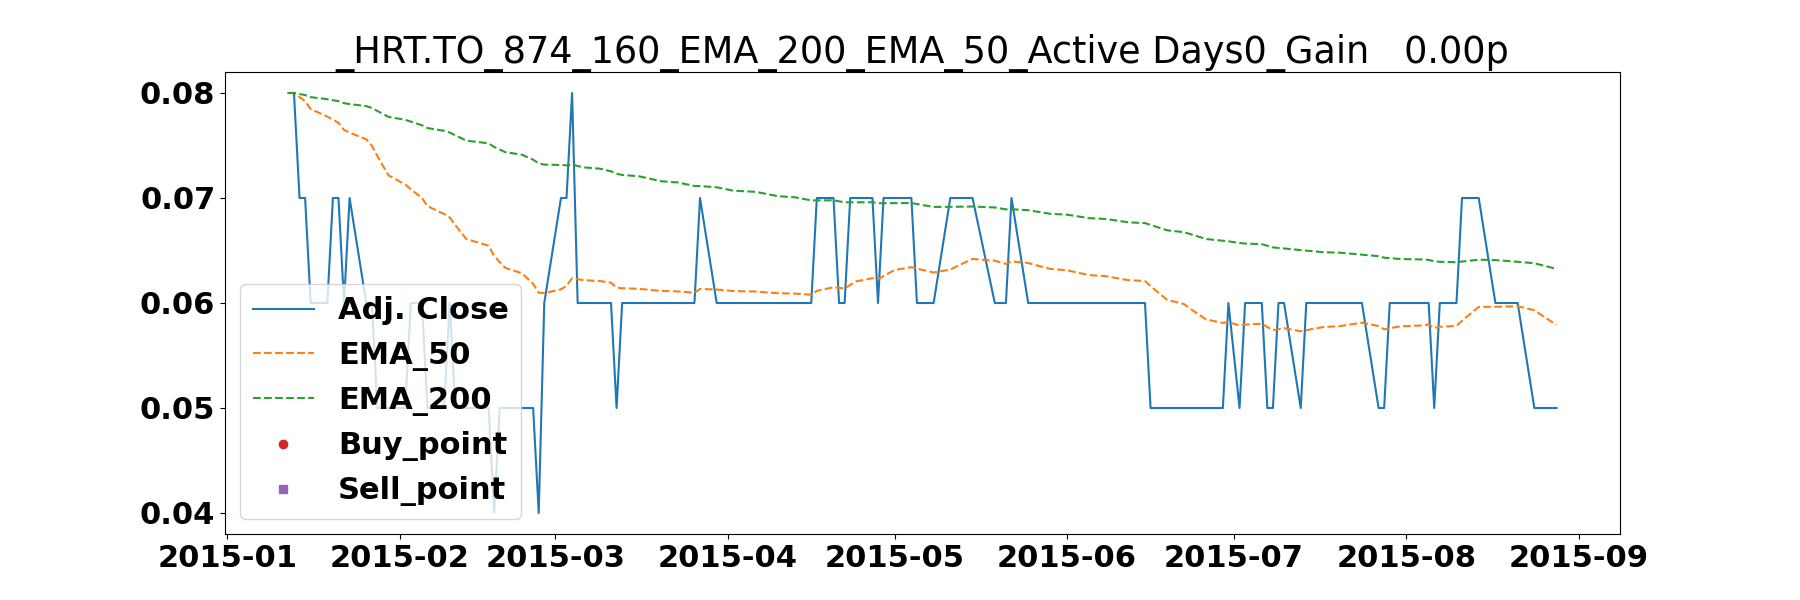 _HRT.TO_874_160_EMA_200_EMA_50_Active Days0_Gain   0.00p
0.08
0.07
0.06
0.05
0.04
Adj. Close
EMA_50
EMA_200
Buy_point
Sell_point
2015-01 2015-02 2015-03 2015-04 2015-05 2015-06 2015-07 2015-08 2015-09